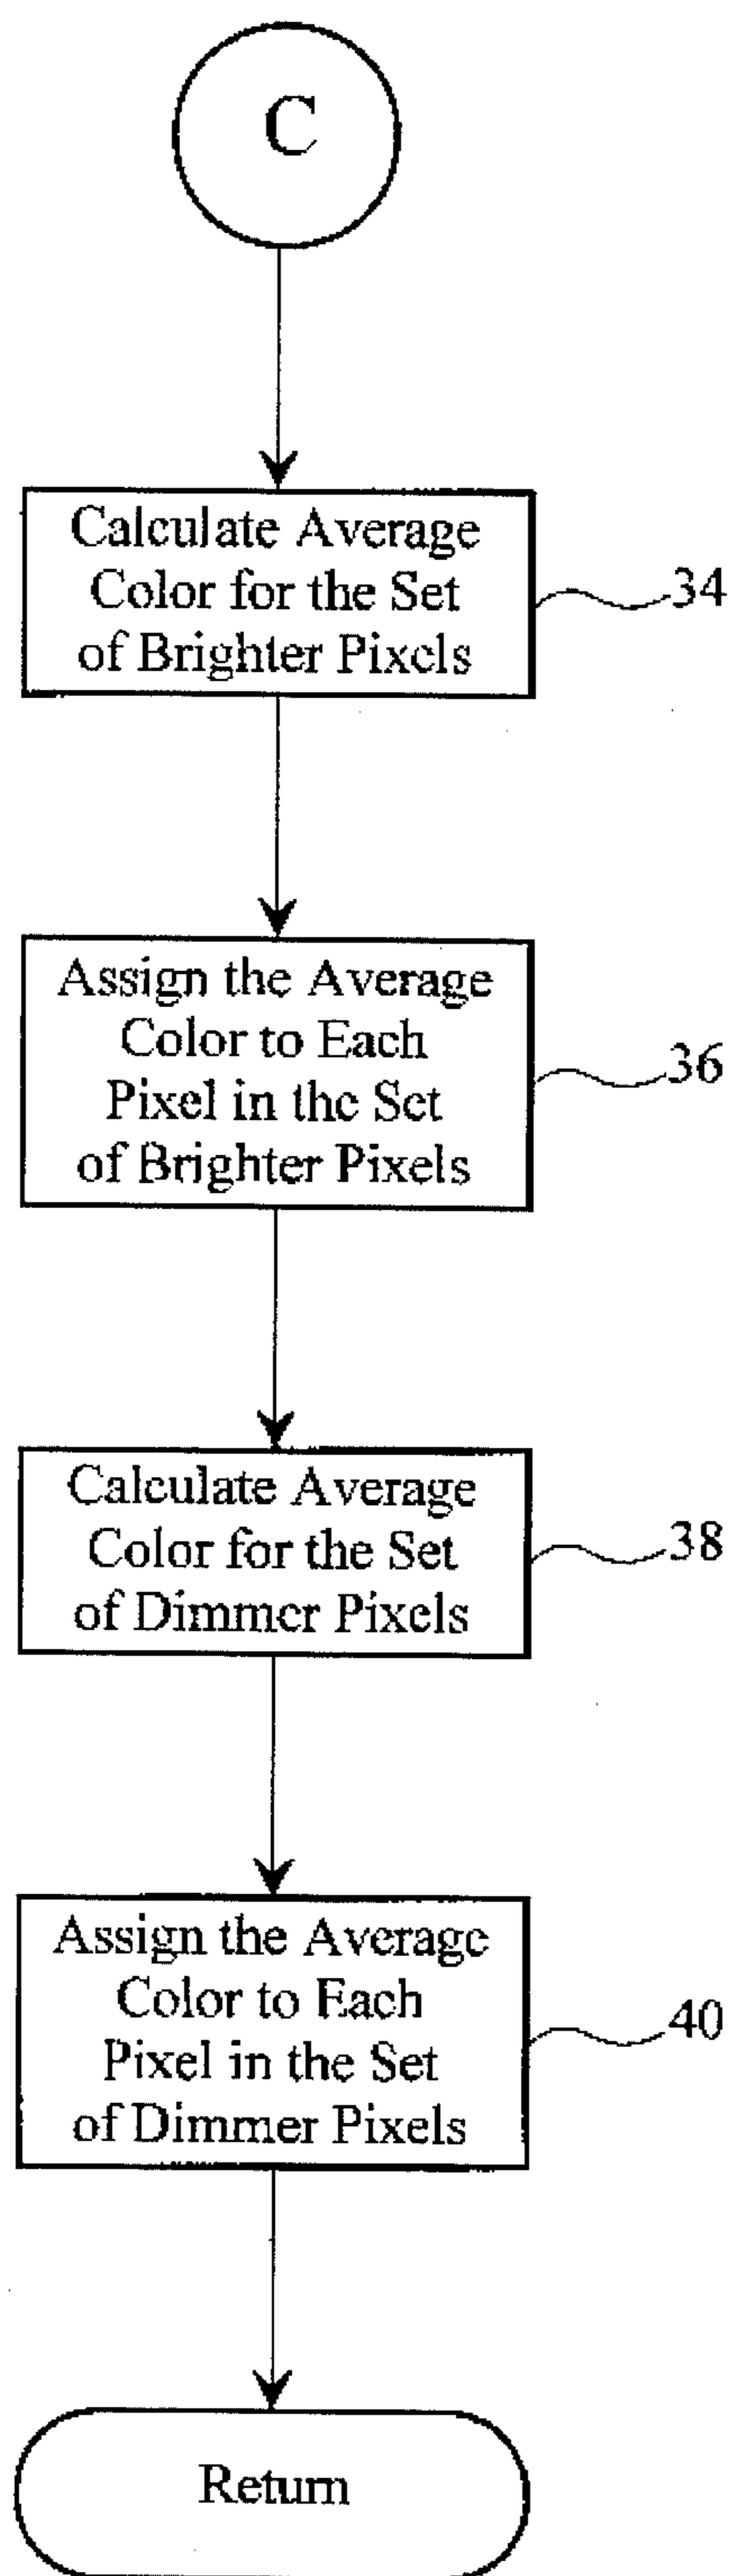 C
Calculate Average
Color for the Set
of Brighter Pixels
34
Assign the Average
Color to Each
Pixel in the Set
of Brighter Pixels
36
Calculate Average
Color for the Set
of Dimmer Pixels
38
Assign the Average
Color to Each
Pixel in the Set
of Dimmer Pixels
40
Return